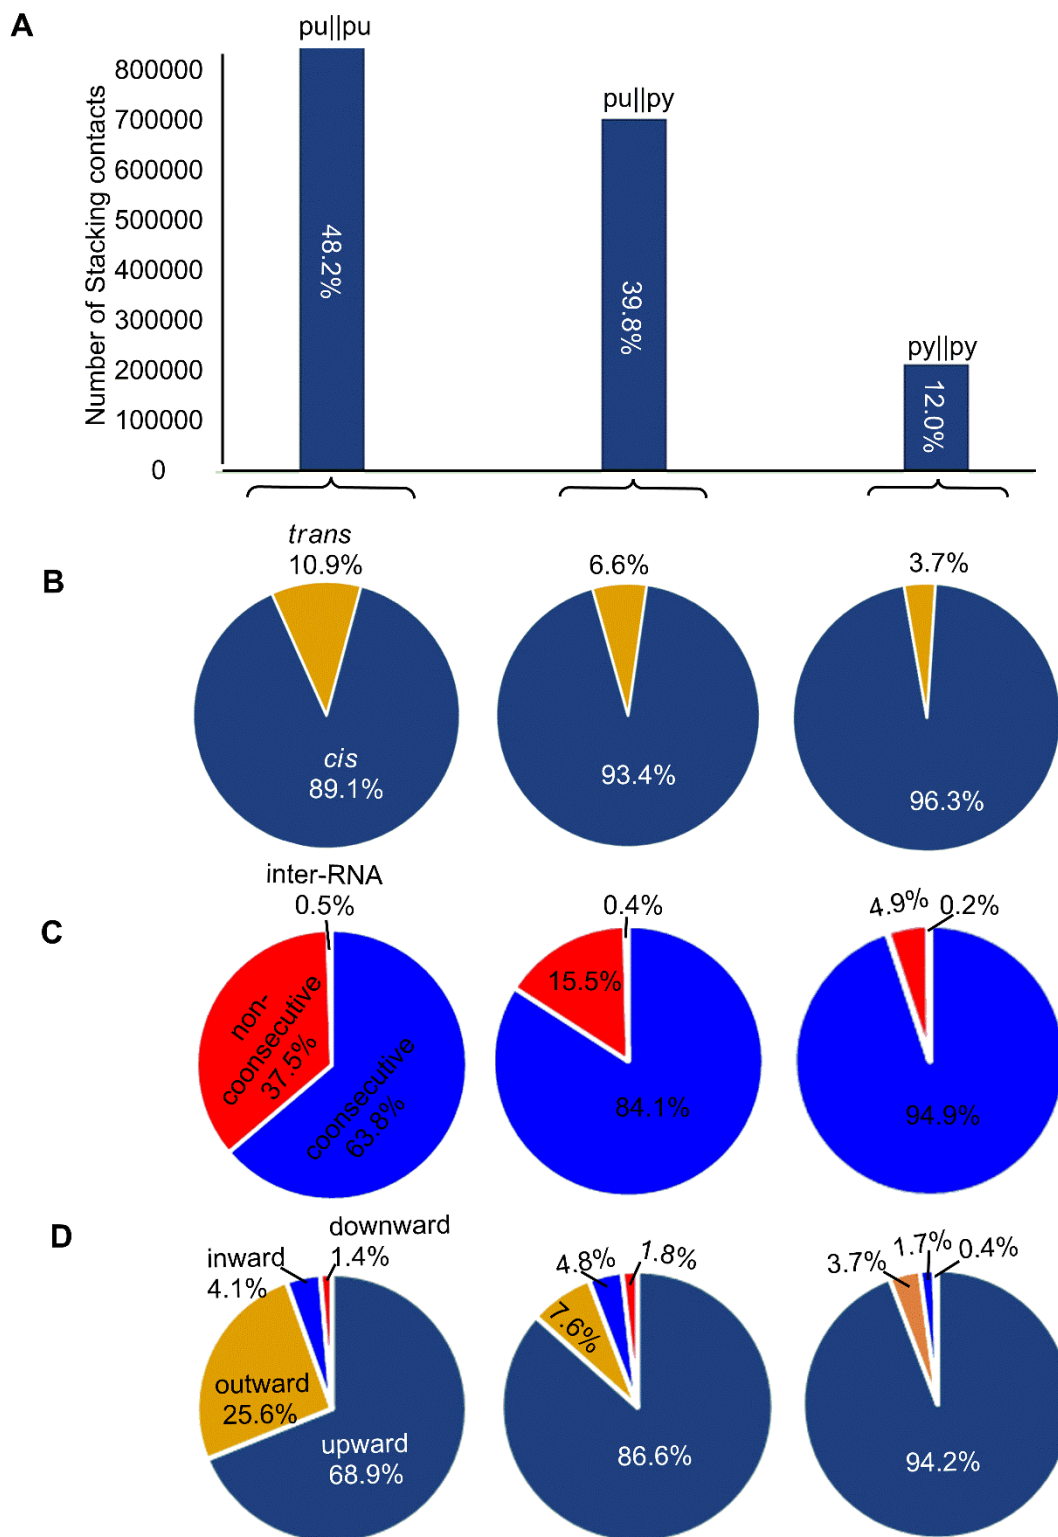 A
pu||pu
pu||py
py||py
Number of Stacking contacts
800000
700000
600000
500000
400000
300000
200000
100000
0
48.2%
39.8%
12.0%
B
trans
10.9%
6.6%
3.7%
cis
89.1%
93.4%
96.3%
C
inter-RNA
0.5%
0.4%
4.9%
0.2%
non-
coonsecutive
37.5%
coonsecutive
63.8%
15.5%
84.1%
94.9%
D
downward
1.4%
inward
4.1%
outward
25.6%
upward
68.9%
4.8%
1.8%
7.6%
86.6%
3.7%
1.7%
0.4%
94.2%